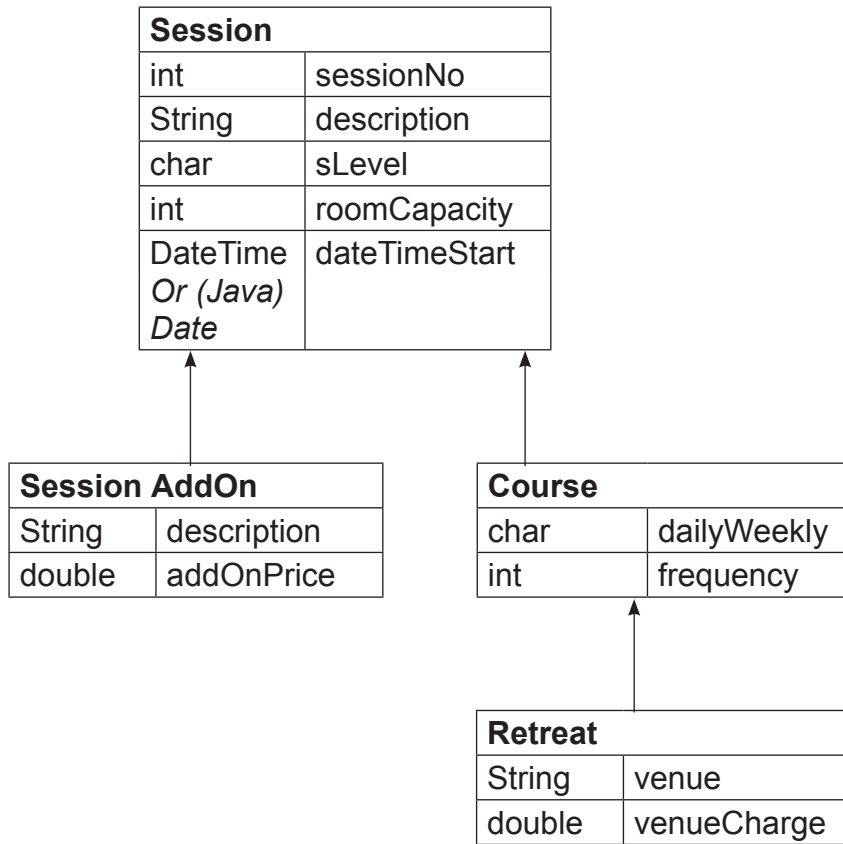 Session
int sessionNo
String description
char sLevel
int roomCapacity
DateTime dateTimeStart
Or (Java)
Date
Session AddOn
String description
double addOnPrice
Course
char dailyWeekly
int frequency
Retreat
String venue
double venueCharge